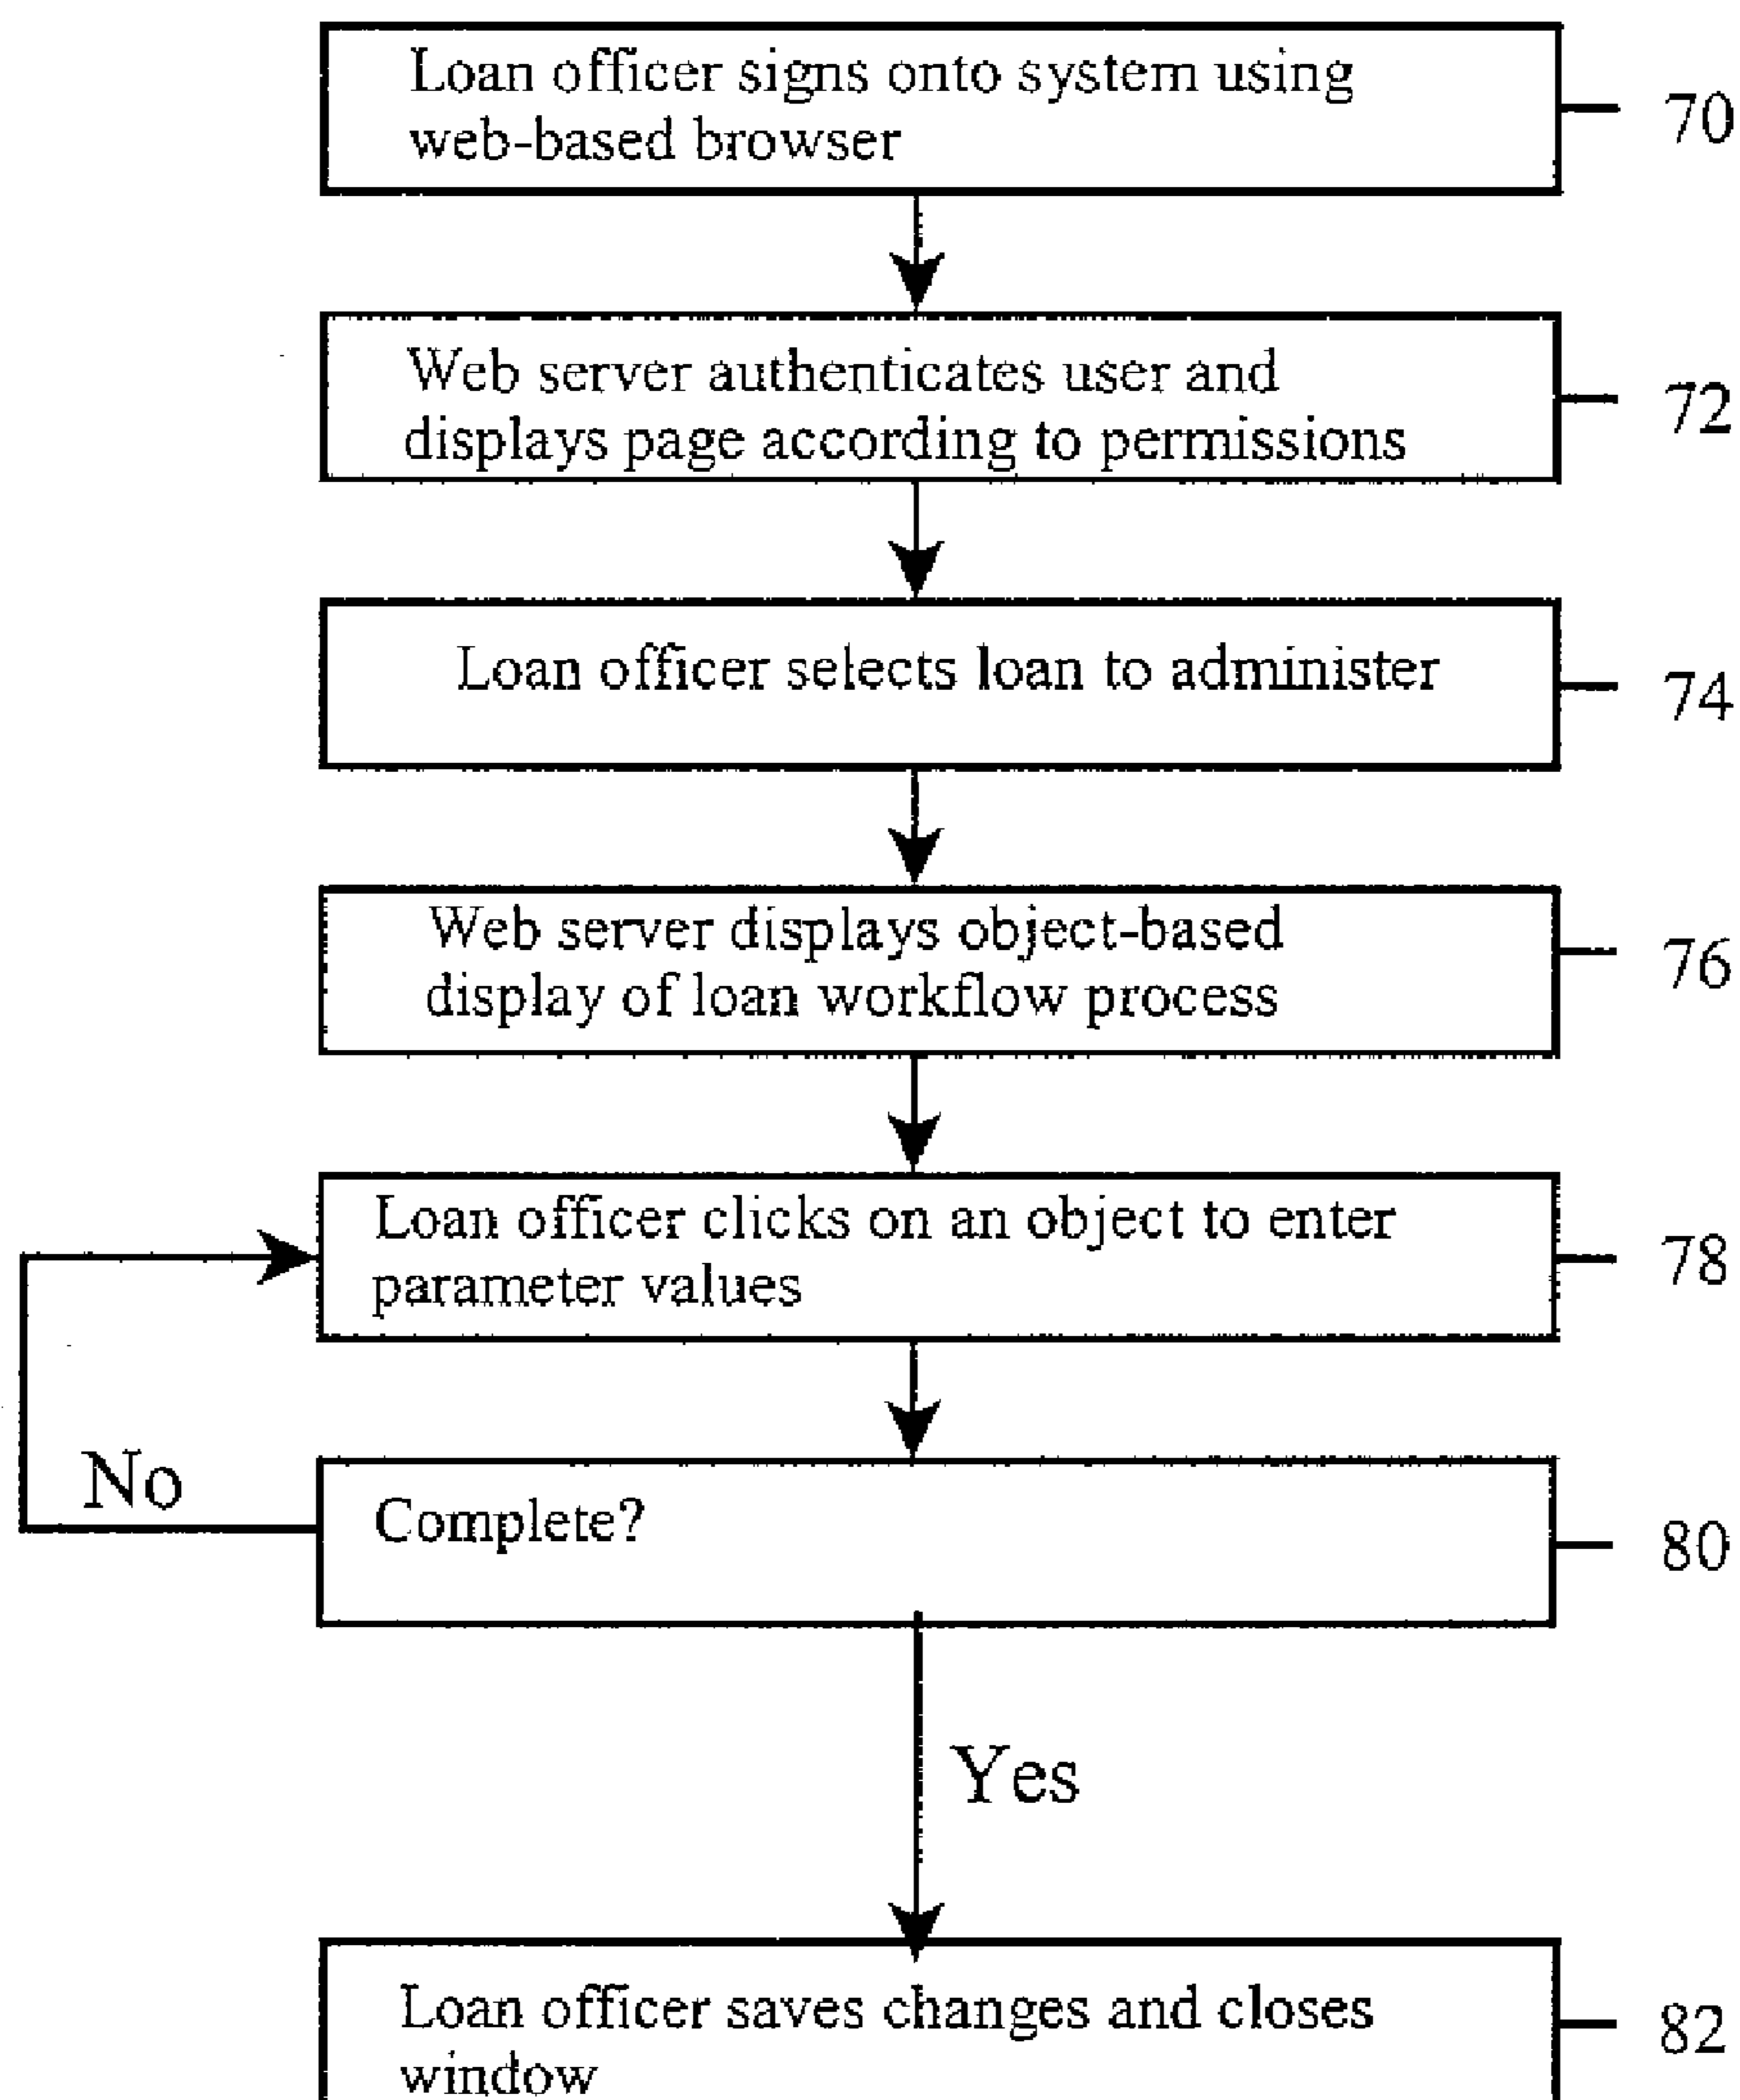 Loan officer signs onto system using
web-based browser
70
Web server authenticates user and
displays page according to permissions
72
Loan officer selects loan to administer
74
Web server displays object-based
display of loan workflow process
76
Loan officer clicks on an object to enter
parameter values
78
No
Complete?
80
Yes
Loan officer saves changes and closes
window
82